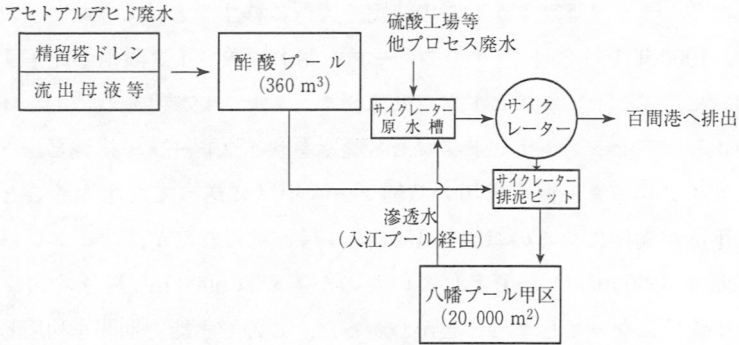 アセトアルデヒド廃水
精留塔ドレン
流出母液等
酢酸プール
(360 m³)
硫酸工場等
他プロセス廃水
サイクレーター
原水槽
サイク
レーター
百間港へ排出
サイクレーター
排泥ピット
滲透水
(入江プール経由)
八幡プール甲区
(20,000 m²)